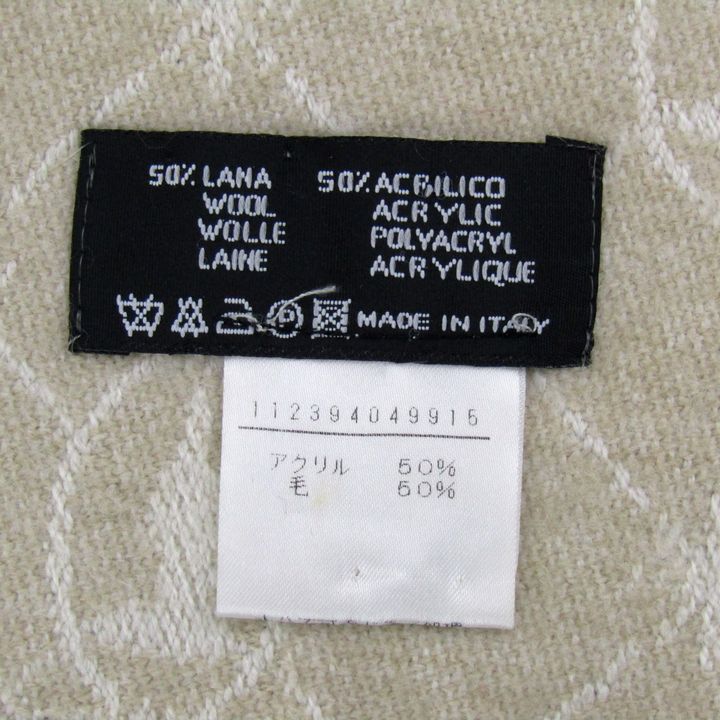 50% LANA 50% ACRILICO
WOOL ACRYLIC
WOLLE POLYACRYL
LAINE ACRYLIQUE
MADE IN ITALY
112394049915
アクリル 50%
毛 50%